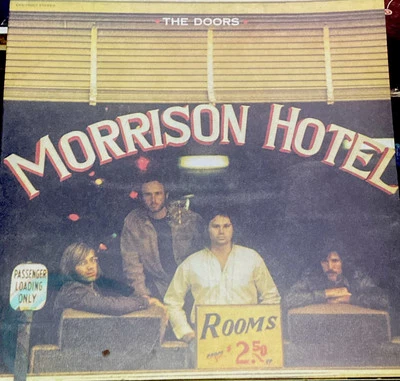 THE DOORS
MORRISON HOTEL
PASSENGER
LOADING
ONLY
ROOMS
$2.50